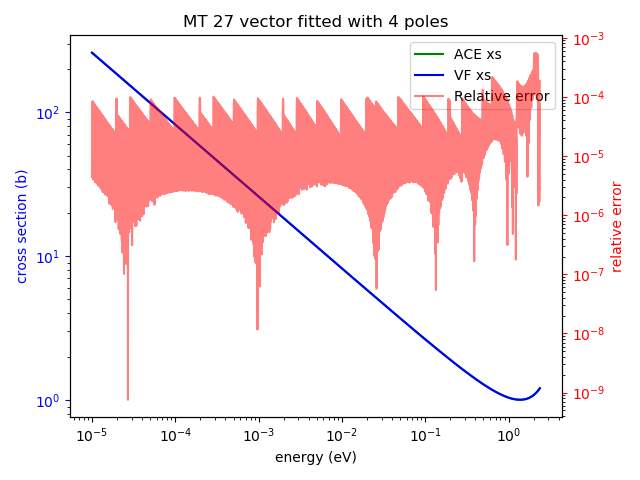 MT 27 vector fitted with 4 poles
ACE xs
VF xs
Relative error
cross section (b)
10²
10¹
10⁰
10⁻³
10⁻⁴
10⁻⁵
10⁻⁶
10⁻⁷
10⁻⁸
10⁻⁹
relative error
10⁻⁵
10⁻⁴
10⁻³
10⁻²
10⁻¹
10⁰
energy (eV)